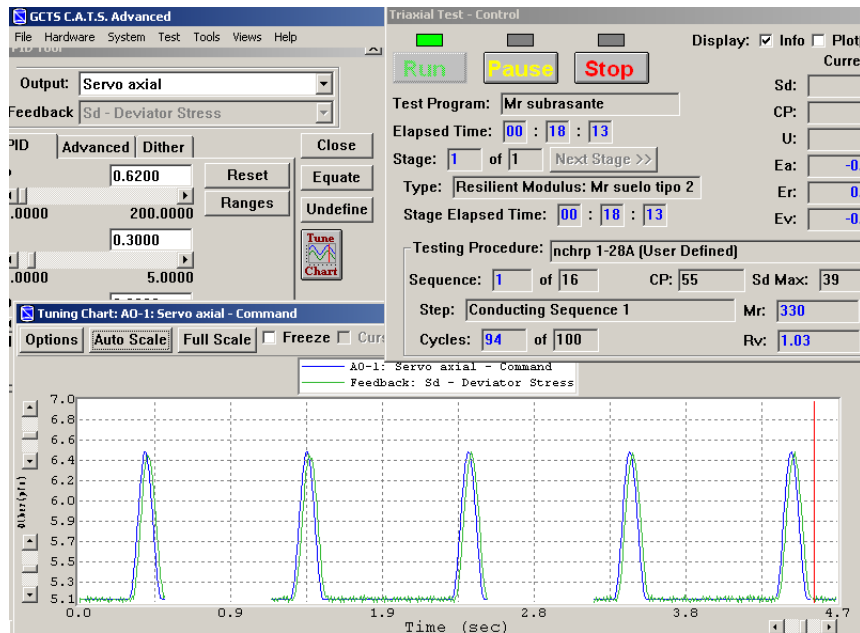 GCTS C.A.T.S. Advanced
File Hardware System Test Tools Views Help
PID Tool
Output: Servo axial
Feedback Sd - Deviator Stress
PID Advanced Dither
Close
0.6200 Reset
Equate
.0000 200.0000 Ranges
Undefine
0.3000
Tune
Chart
.0000 5.0000
Triaxial Test - Control
Display: Info Plot
Run Pause Stop
Curre
Sd:
CP:
U:
Ea: -0.
Er: 0.
Ev: -0.
Test Program: Mr subrasante
Elapsed Time: 00 : 18 : 13
Stage: 1 of 1 Next Stage >>
Type: Resilient Modulus: Mr suelo tipo 2
Stage Elapsed Time: 00 : 18 : 13
Testing Procedure: nchrp 1-28A (User Defined)
Sequence: 1 of 16 CP: 55 Sd Max: 39
Step: Conducting Sequence 1 Mr: 330
Cycles: 94 of 100 Rv: 1.03
Tuning Chart: AO-1: Servo axial - Command
Options Auto Scale Full Scale Freeze Curs
AO-1: Servo axial - Command
Feedback: Sd - Deviator Stress
7.0
6.8
6.6
6.4
6.2
6.0
5.9
5.7
5.5
5.3
5.1
0.0 0.9 1.9 2.8 3.8 4.7
Time (sec)